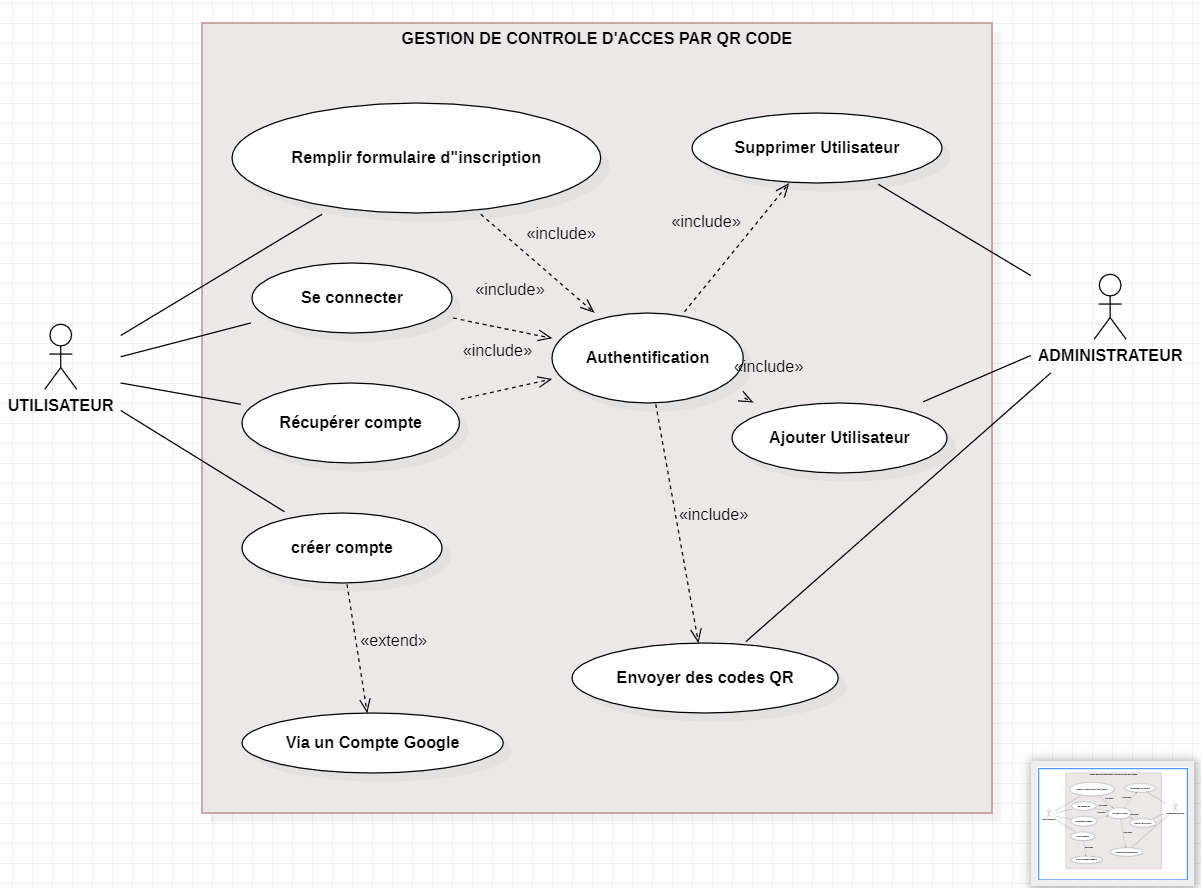 GESTION DE CONTROLE D'ACCES PAR QR CODE
Remplir formulaire d"inscription
Supprimer Utilisateur
«include»
«include»
Se connecter
«include»
«include»
Authentification
«include»
UTILISATEUR
ADMINISTRATEUR
Récupérer compte
Ajouter Utilisateur
«include»
créer compte
«extend»
Envoyer des codes QR
Via un Compte Google